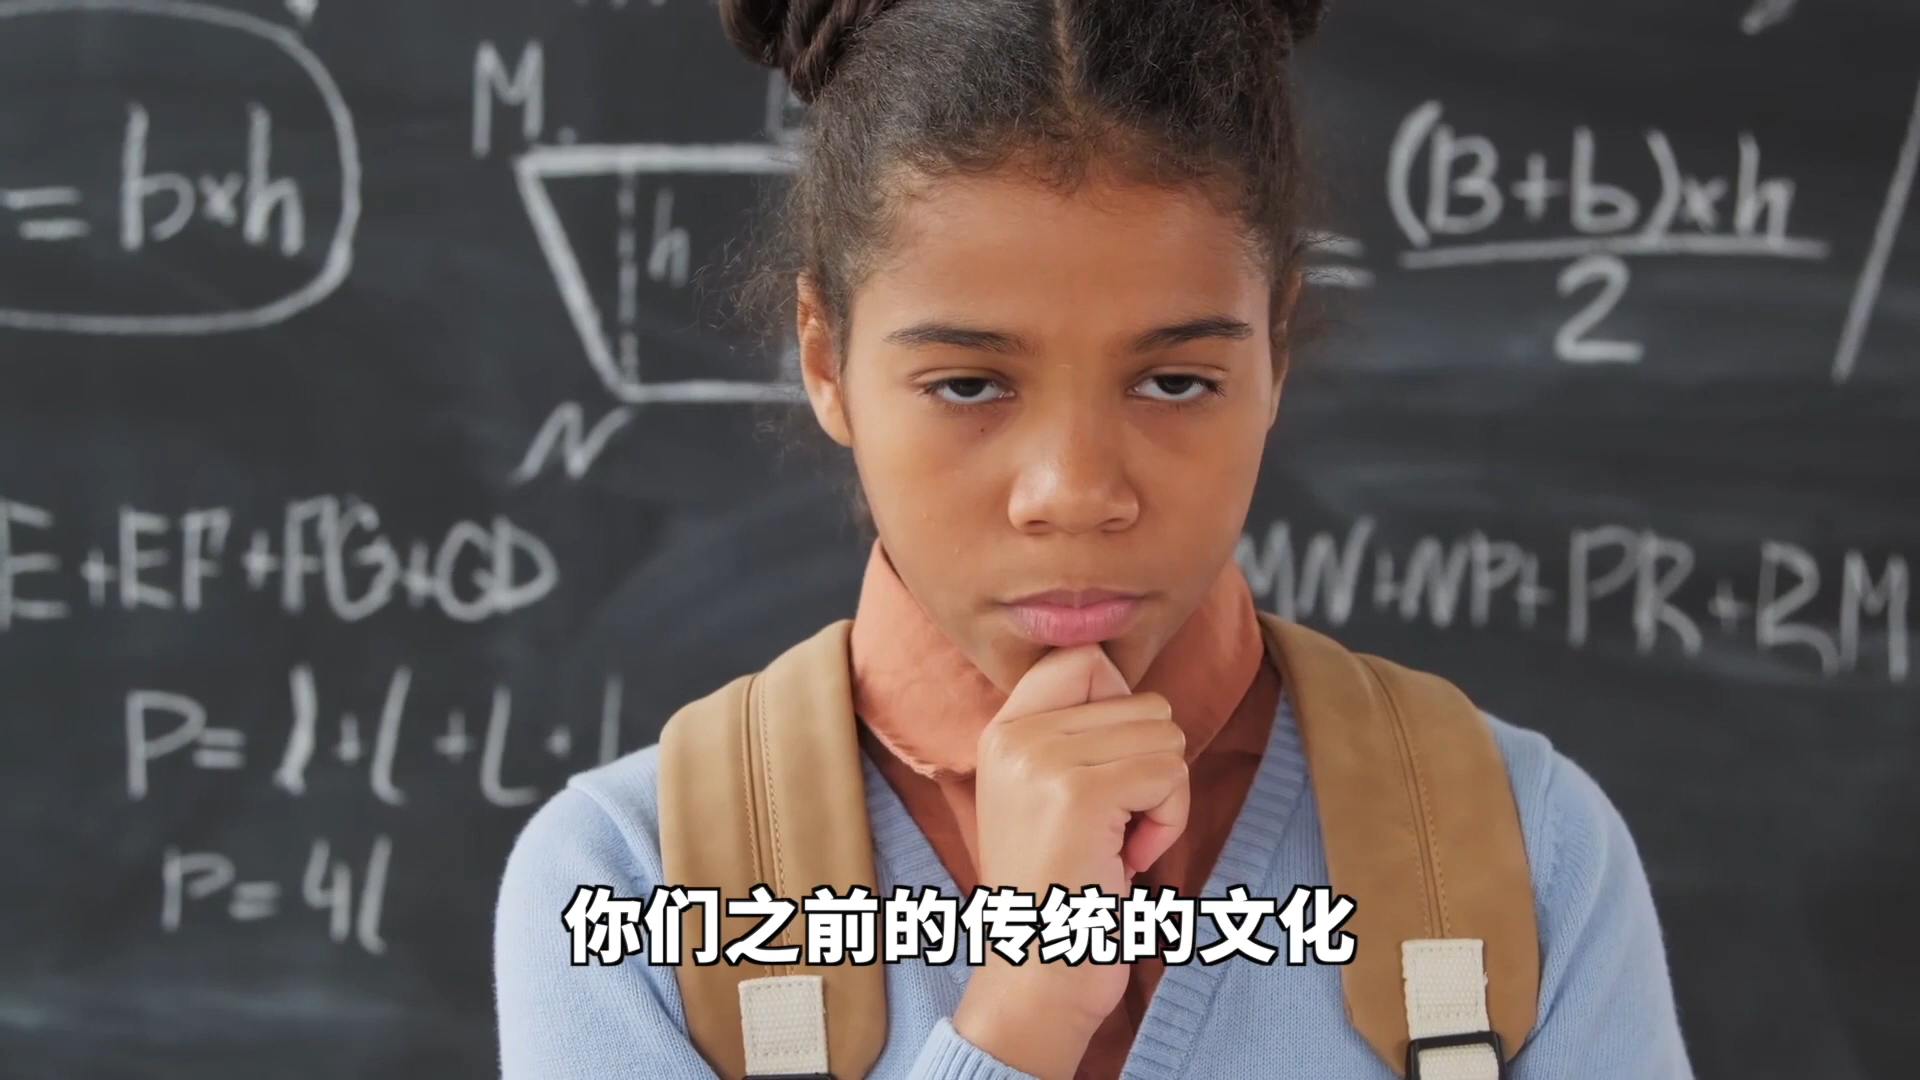 M
= b×h
h
= (B+b)×h
2
N
E+EF+FG+GD
MN+NP+PR+RM
P= l+l+l+l
P= 4l
你们之前的传统的文化